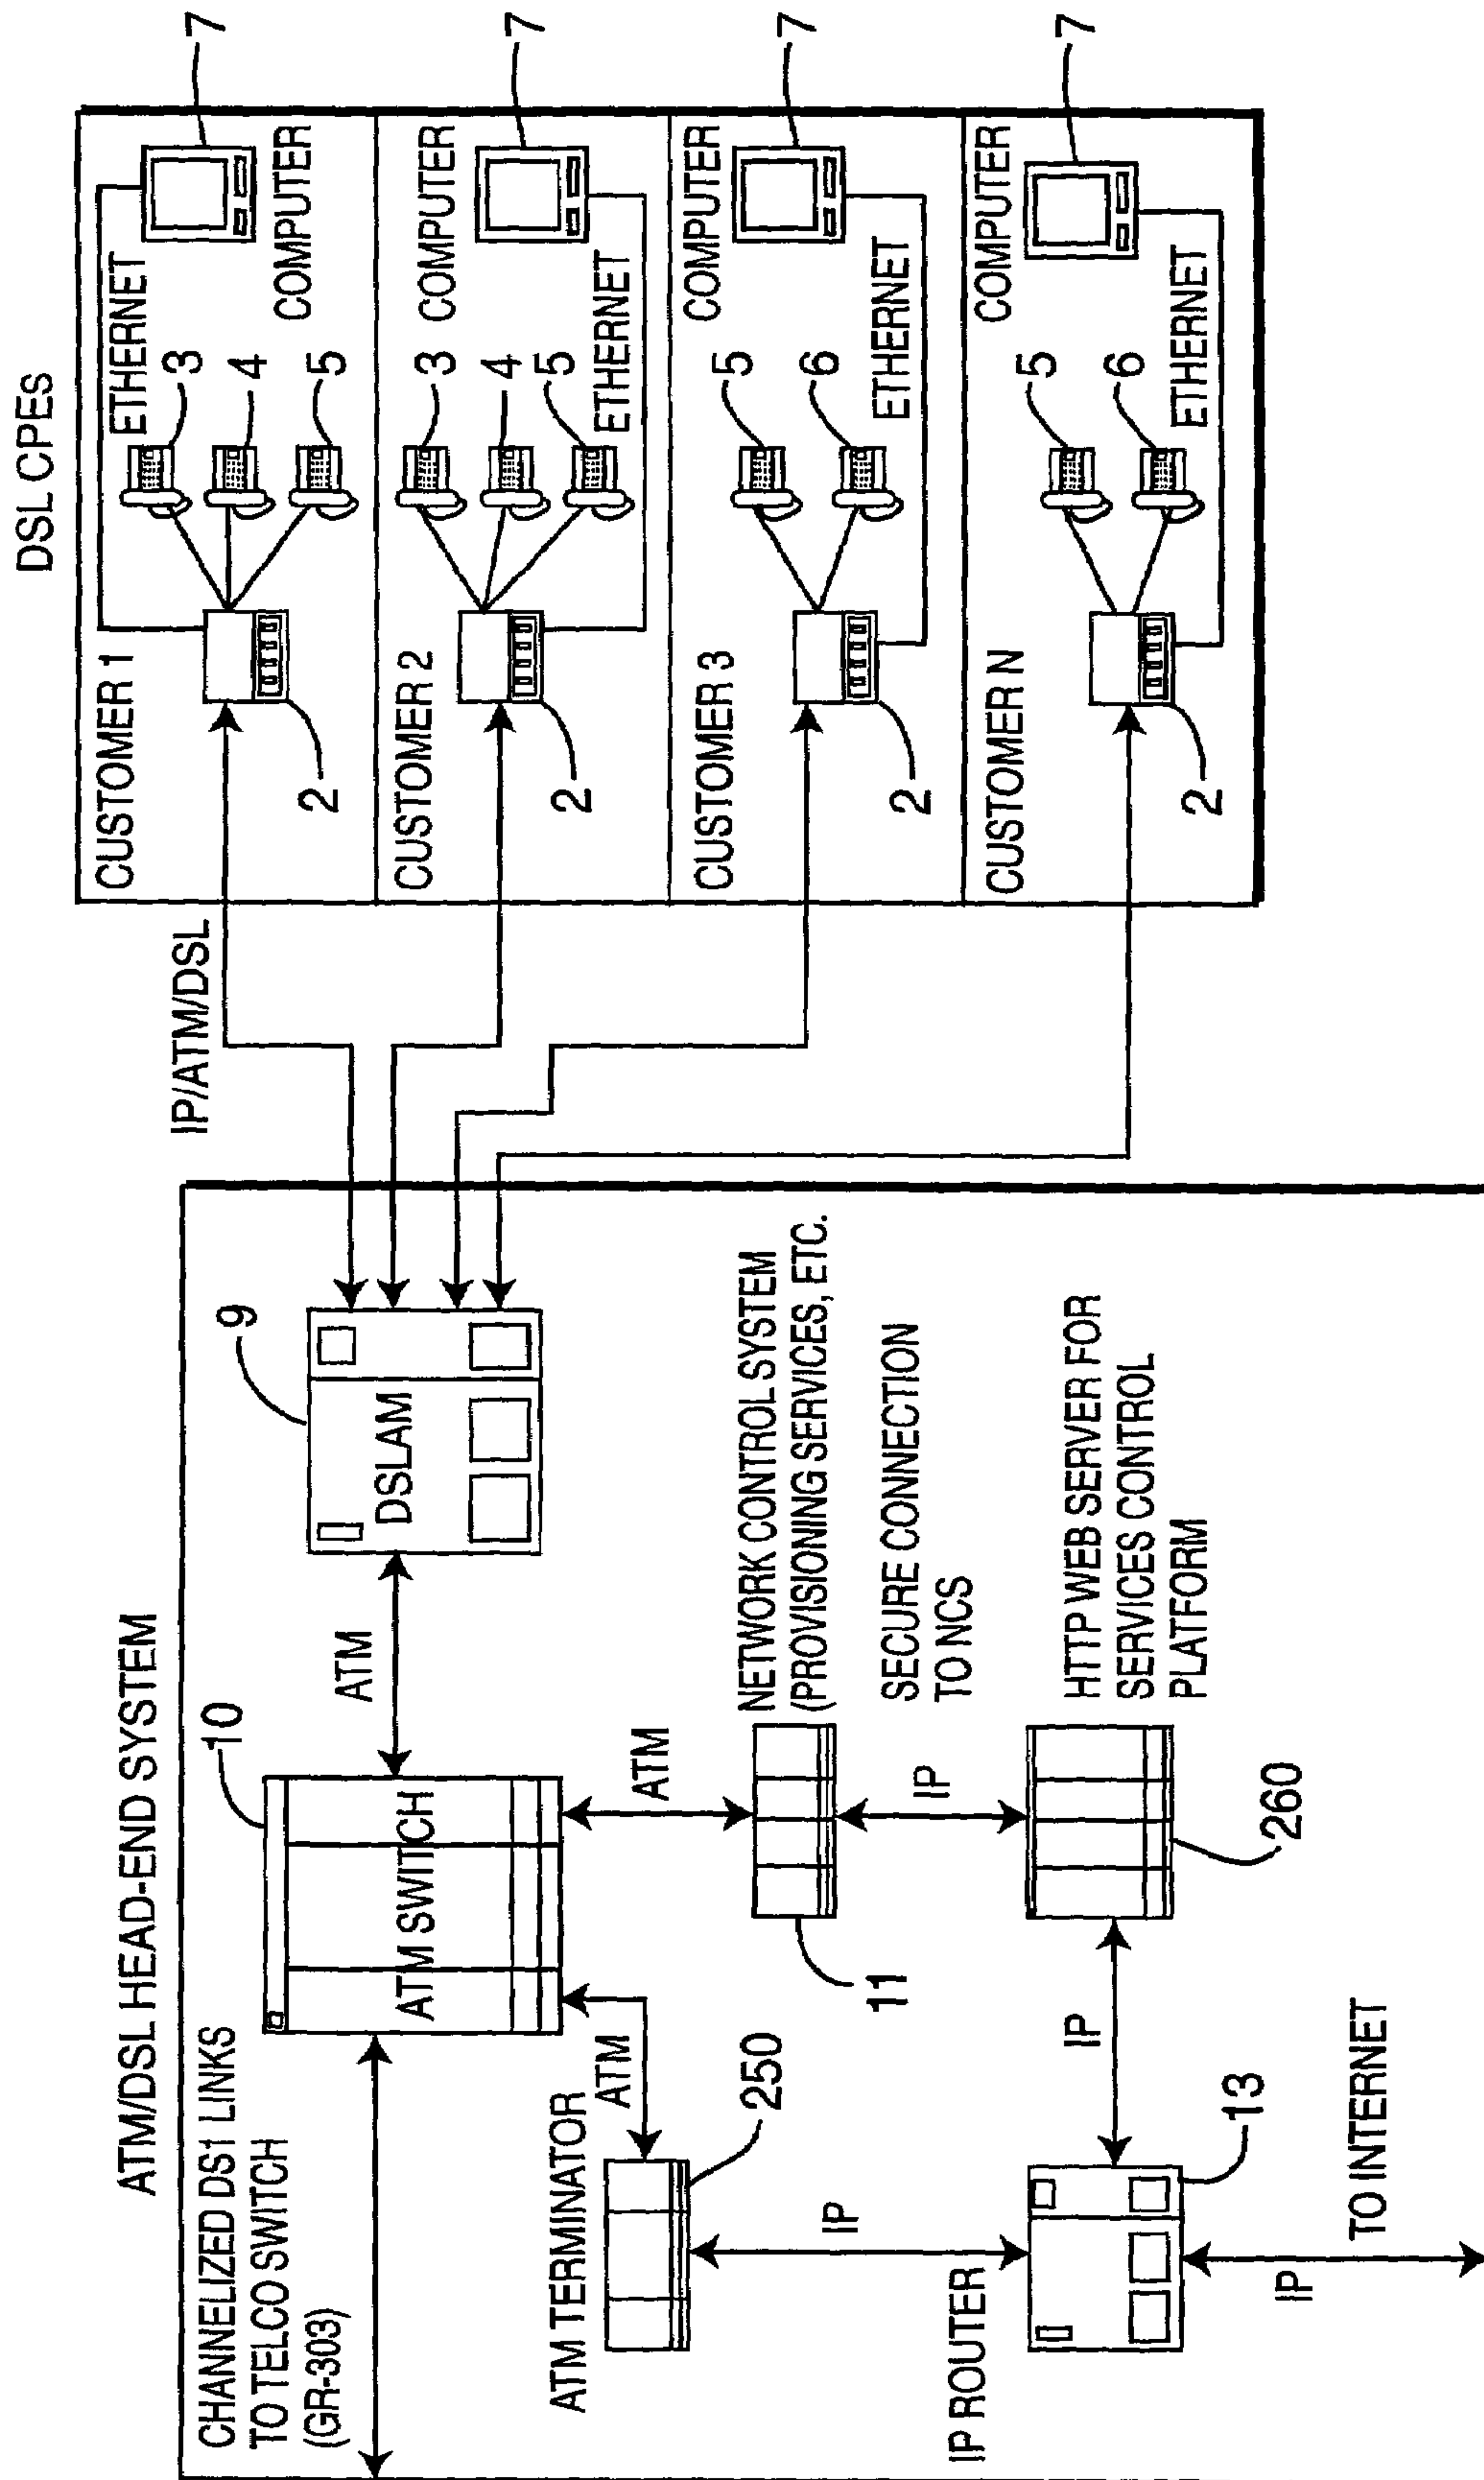 ATM/DSL HEAD-END SYSTEM
CHANNELIZED DS1 LINKS
TO TELCO SWITCH
(GR-303)
10
ATM SWITCH
ATM
9
DSLAM
ATM TERMINATOR
ATM
250
ATM
11
NETWORK CONTROL SYSTEM
(PROVISIONING SERVICES, ETC.
SECURE CONNECTION
TO NCS
IP
IP
HTTP WEB SERVER FOR
SERVICES CONTROL
PLATFORM
260
IP
IP ROUTER
13
IP
TO INTERNET
IP/ATM/DSL
DSL CPEs
CUSTOMER 1
2
ETHERNET
3
4
5
COMPUTER
7
CUSTOMER 2
2
3
4
5
ETHERNET
COMPUTER
7
CUSTOMER 3
2
5
6
ETHERNET
COMPUTER
7
CUSTOMER N
2
5
6
ETHERNET
COMPUTER
7